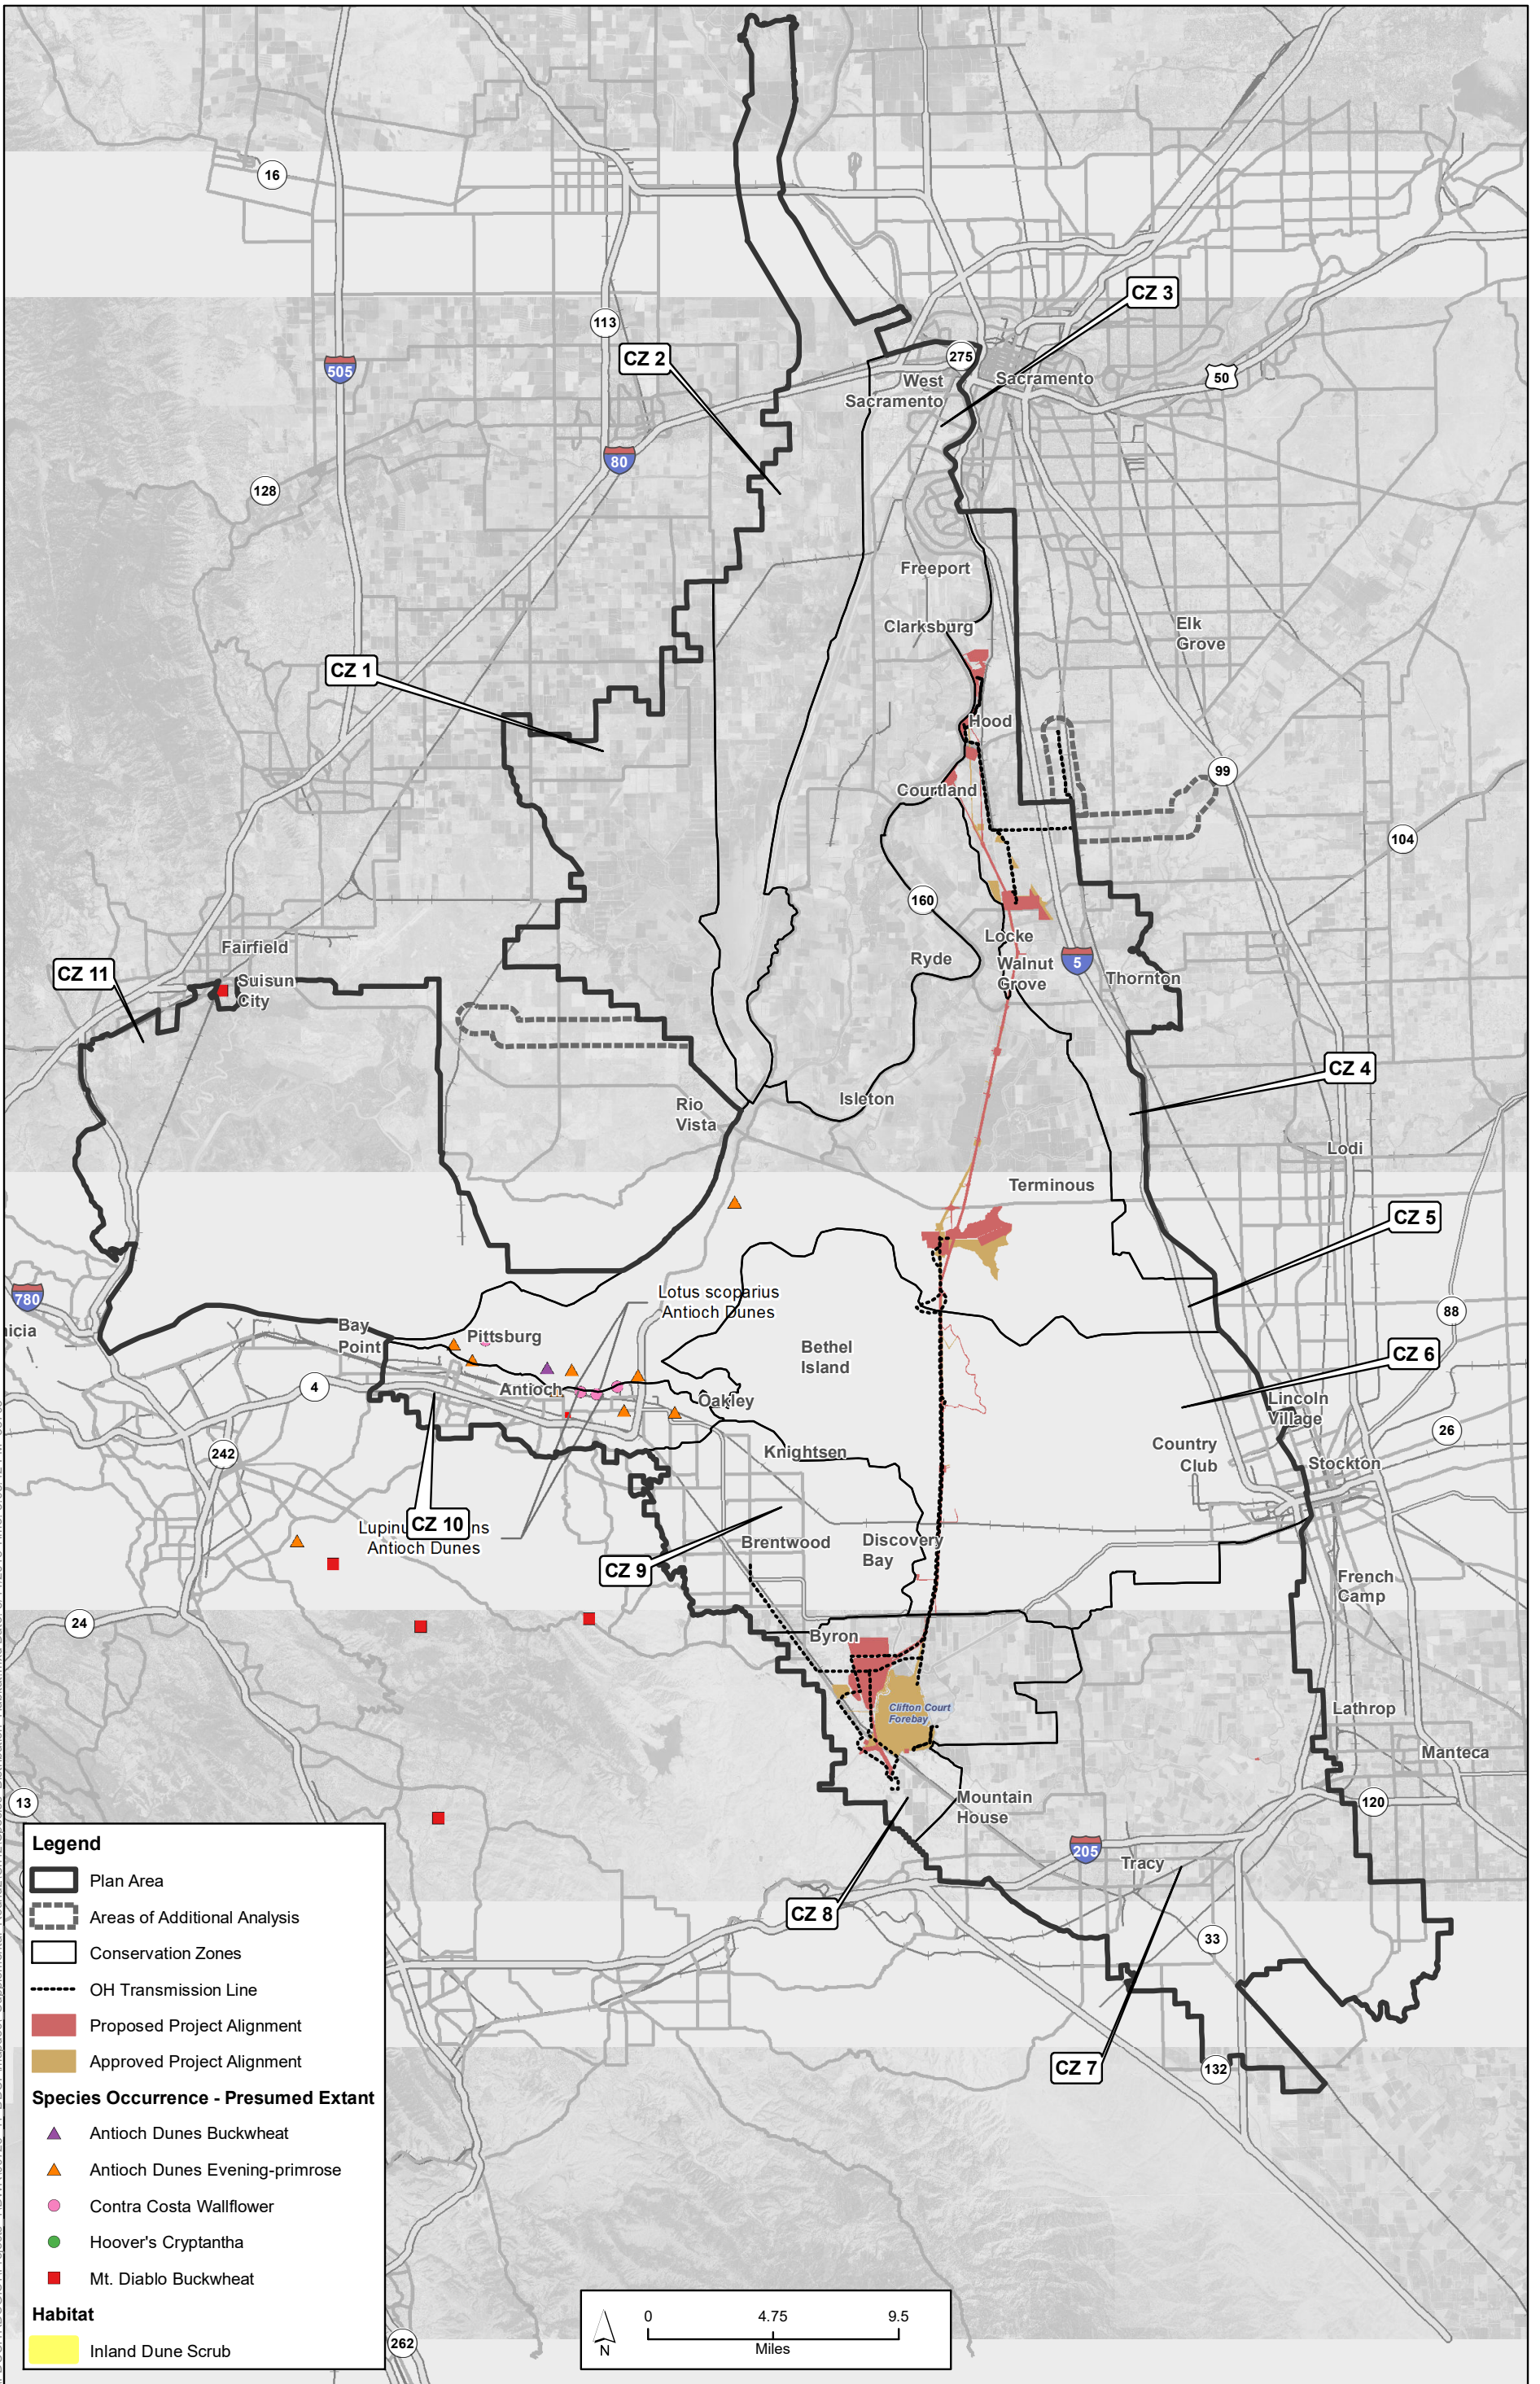 16
CZ 3
113
CZ 2
275
505
West
Sacramento
Sacramento
50
80
128
Freeport
Clarksburg
Elk
Grove
CZ 1
Hood
99
Courtland
104
160
Locke
Fairfield
Ryde
Walnut
Grove
5
CZ 11
Suisun
City
Thornton
CZ 4
Rio
Vista
Isleton
Lodi
Terminous
CZ 5
780
Lotus scoparius
Antioch Dunes
88
icia
Bay
Point
Pittsburg
Bethel
Island
CZ 6
4
Antioch
Oakley
Lincoln
Village
26
242
Knightsen
Country
Club
Stockton
CZ 10
Antioch Dunes
Brentwood
Discovery
Bay
CZ 9
French
Camp
24
Byron
Clifton Court
Forebay
Lathrop
Manteca
13
Mountain
House
120
205
Tracy
CZ 8
33
CZ 7
132
262
Legend
Plan Area
Areas of Additional Analysis
Conservation Zones
OH Transmission Line
Proposed Project Alignment
Approved Project Alignment
Species Occurrence - Presumed Extant
Antioch Dunes Buckwheat
Antioch Dunes Evening-primrose
Contra Costa Wallflower
Hoover's Cryptantha
Mt. Diablo Buckwheat
Habitat
Inland Dune Scrub
0 4.75 9.5
Miles
N